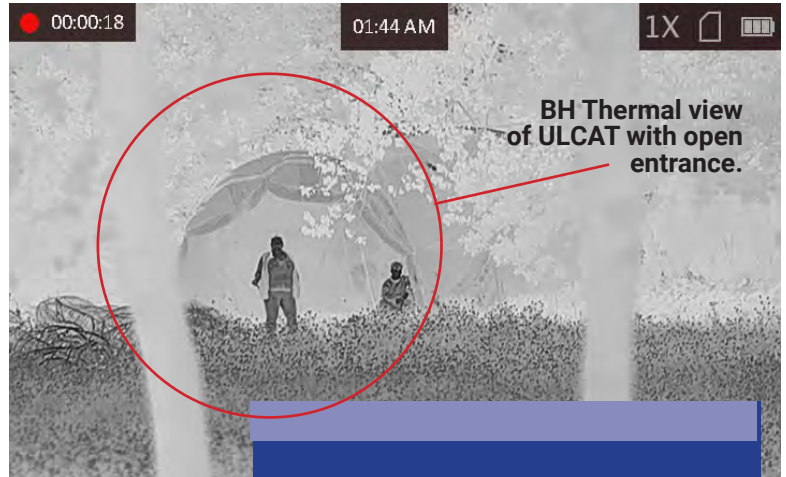 00:00:18
01:44 AM
1X
BH Thermal view
of ULCAT with open
entrance.